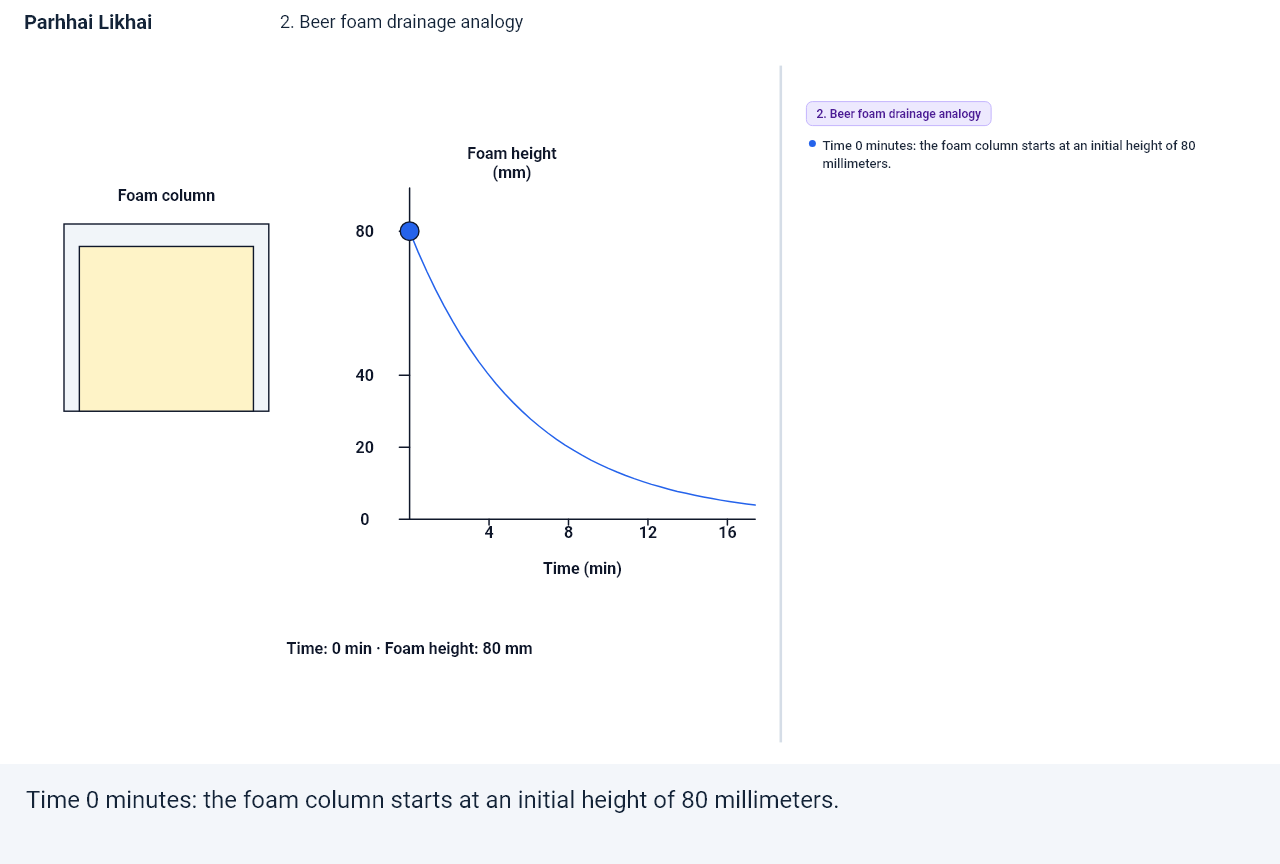 Parhhai Likhai
2. Beer foam drainage analogy
Foam column
Foam height
(mm)
80
40
20
0
4
8
12
16
Time (min)
Time: 0 min · Foam height: 80 mm
2. Beer foam drainage analogy
Time 0 minutes: the foam column starts at an initial height of 80
millimeters.
Time 0 minutes: the foam column starts at an initial height of 80 millimeters.